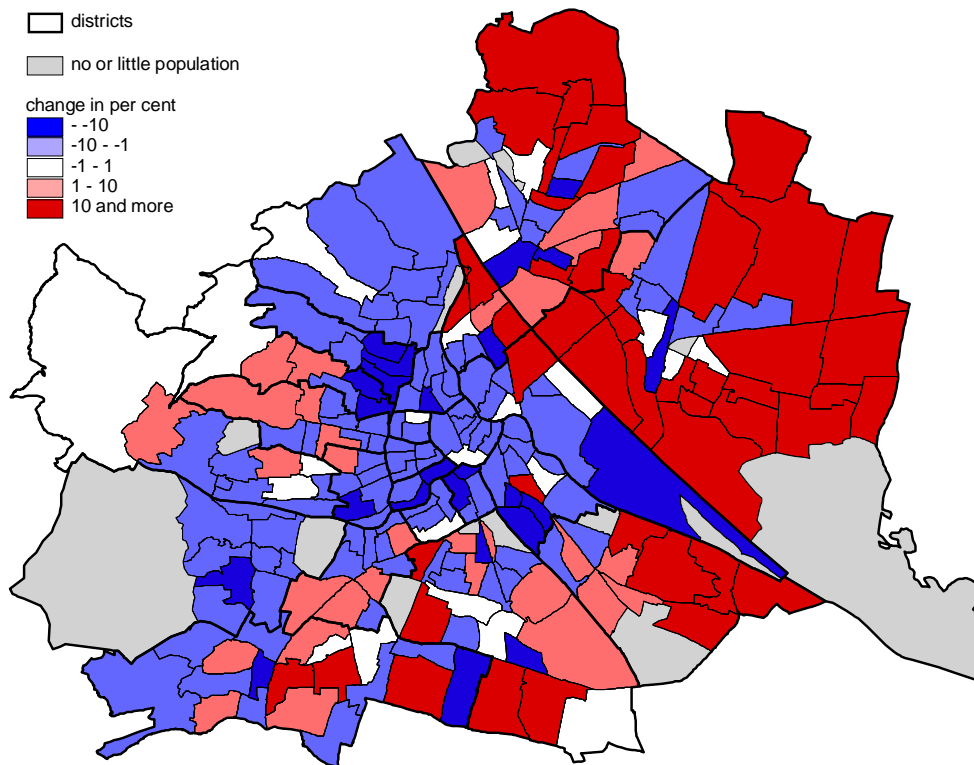 districts
no or little population
change in per cent
- -10
-10 - -1
-1 - 1
1 - 10
10 and more